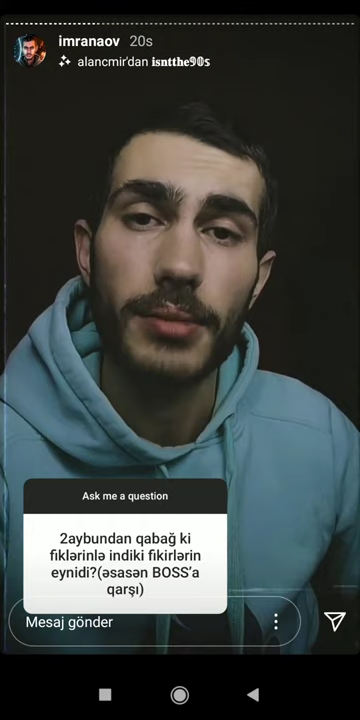 imranaov 20s
alancmir'dan 𝖎𝖘𝖓𝖙𝖙𝖍𝖊𝟗𝟘𝖘
Ask me a question
2aybundan qabağ ki
fiklərinlə indiki fikirlərin
eynidi?(əsasən BOSS’a
qarşı)
Mesaj gönder